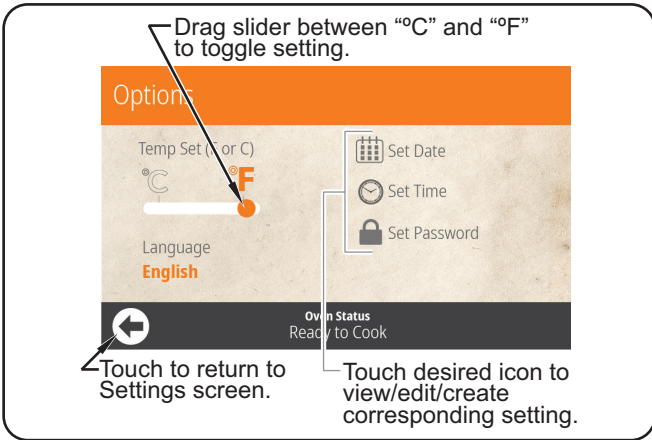 Drag slider between “ºC” and “ºF”
to toggle setting.
Options
Temp Set (F or C)
°C
°F
Language
English
Set Date
Set Time
Set Password
Oven Status
Ready to Cook
Touch to return to
Settings screen.
Touch desired icon to
view/edit/create
corresponding setting.